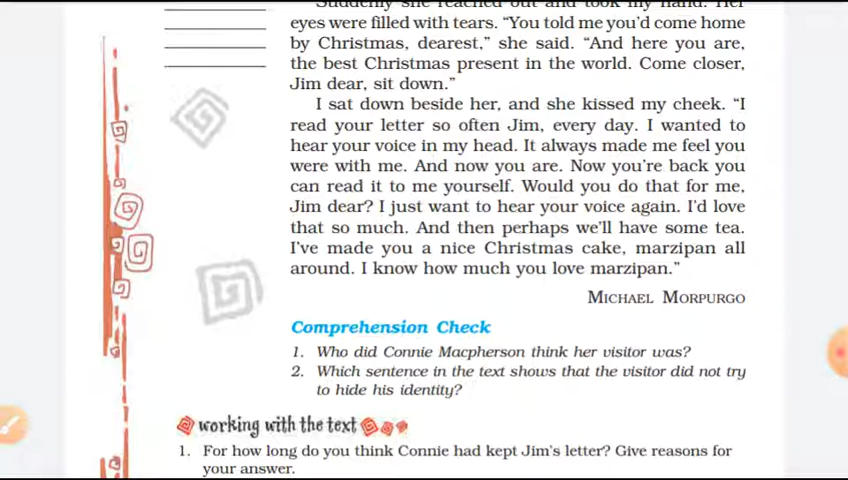 Suddenly she reached out and took my hand. Her
eyes were filled with tears. “You told me you’d come home
by Christmas, dearest,” she said. “And here you are,
the best Christmas present in the world. Come closer,
Jim dear, sit down.”
I sat down beside her, and she kissed my cheek. “I
read your letter so often Jim, every day. I wanted to
hear your voice in my head. It always made me feel you
were with me. And now you are. Now you’re back you
can read it to me yourself. Would you do that for me,
Jim dear? I just want to hear your voice again. I’d love
that so much. And then perhaps we’ll have some tea.
I’ve made you a nice Christmas cake, marzipan all
around. I know how much you love marzipan.”
MICHAEL MORPURGO
Comprehension Check
1. Who did Connie Macpherson think her visitor was?
2. Which sentence in the text shows that the visitor did not try
to hide his identity?
working with the text
1. For how long do you think Connie had kept Jim’s letter? Give reasons for
your answer.